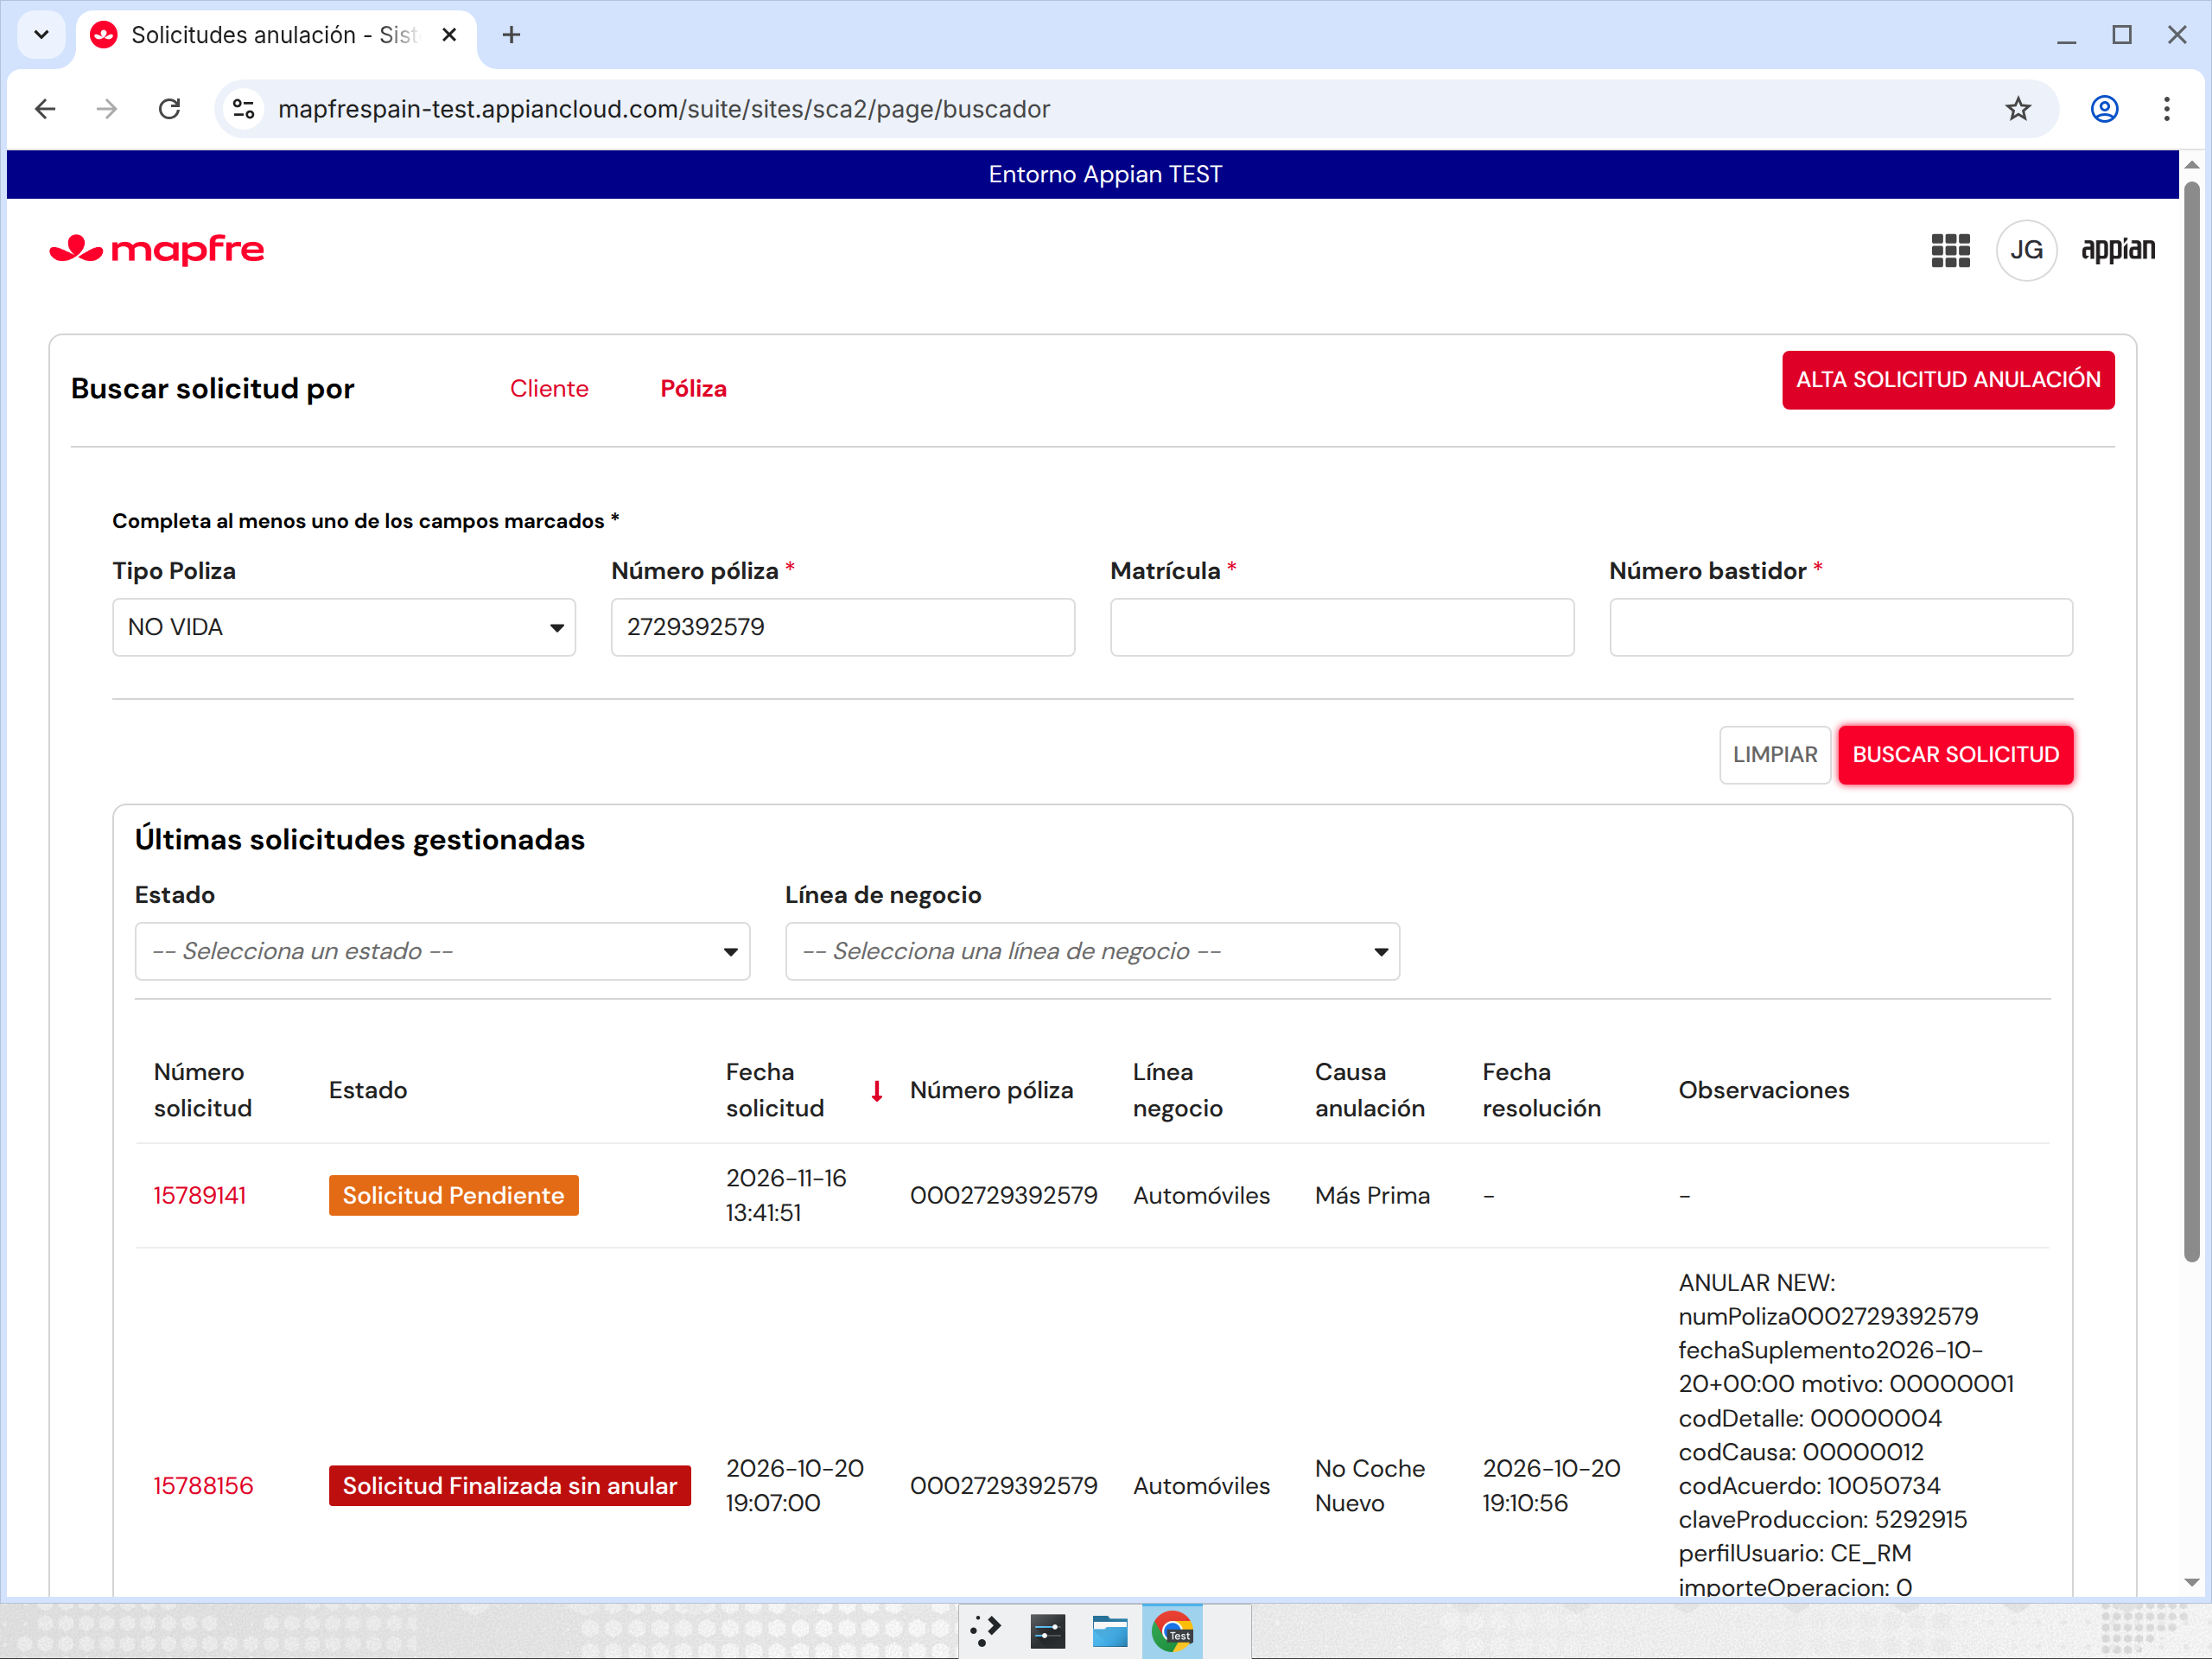 Solicitudes anulación - Sist
mapfrespain-test.appiancloud.com/suite/sites/sca2/page/buscador
Entorno Appian TEST
mapfre
JG
appian
Buscar solicitud por
Cliente
Póliza
ALTA SOLICITUD ANULACIÓN
Completa al menos uno de los campos marcados *
Tipo Poliza
Número póliza *
Matrícula *
Número bastidor *
NO VIDA
2729392579
LIMPIAR
BUSCAR SOLICITUD
Últimas solicitudes gestionadas
Estado
Línea de negocio
-- Selecciona un estado --
-- Selecciona una línea de negocio --
Número solicitud
Estado
Fecha solicitud
Número póliza
Línea negocio
Causa anulación
Fecha resolución
Observaciones
15789141
Solicitud Pendiente
2026-11-16
13:41:51
0002729392579
Automóviles
Más Prima
-
-
15788156
Solicitud Finalizada sin anular
2026-10-20
19:07:00
0002729392579
Automóviles
No Coche
Nuevo
2026-10-20
19:10:56
ANULAR NEW:
numPoliza0002729392579
fechaSuplemento2026-10-
20+00:00 motivo: 00000001
codDetalle: 00000004
codCausa: 00000012
codAcuerdo: 10050734
claveProduccion: 5292915
perfilUsuario: CE_RM
importeOperacion: 0
Test